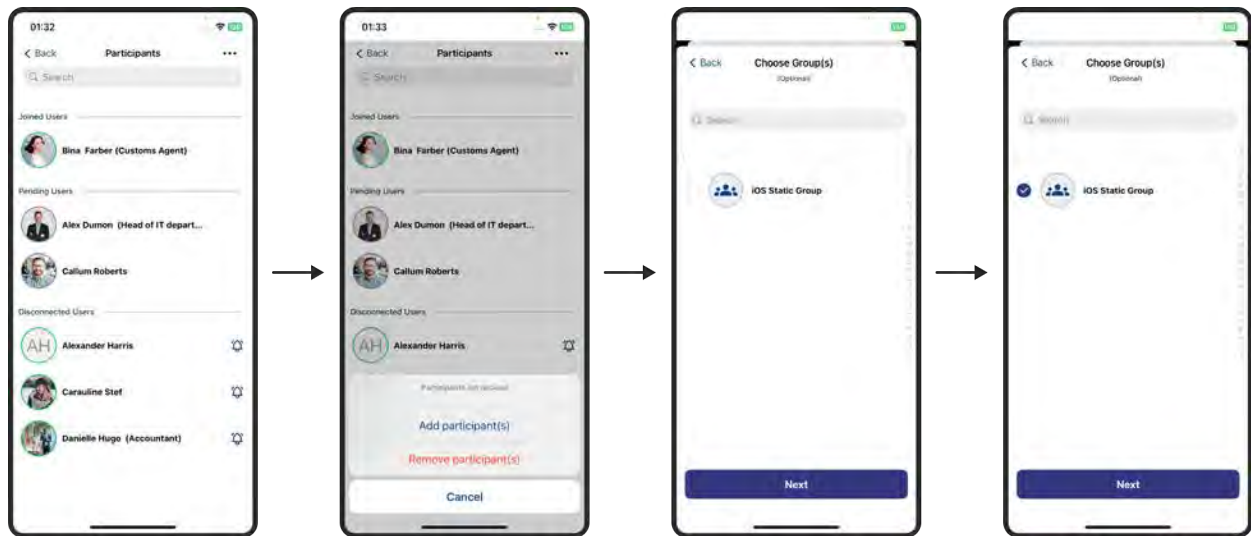 01:32
< Back Participants
Search
Joined Users
Bina Farber (Customs Agent)
Pending Users
Alex Dumon (Head of IT depart...
Callum Roberts
Disconnected Users
AH Alexander Harris
Carauline Stef
Danielle Hugo (Accountant)
01:33
< Back Participants
Search
Joined Users
Bina Farber (Customs Agent)
Pending Users
Alex Dumon (Head of IT depart...
Callum Roberts
Disconnected Users
AH Alexander Harris
Participants
Add participant(s)
Remove participant(s)
Cancel
< Back Choose Group(s)
(Optional)
Search
iOS Static Group
Next
< Back Choose Group(s)
(Optional)
Search
iOS Static Group
Next